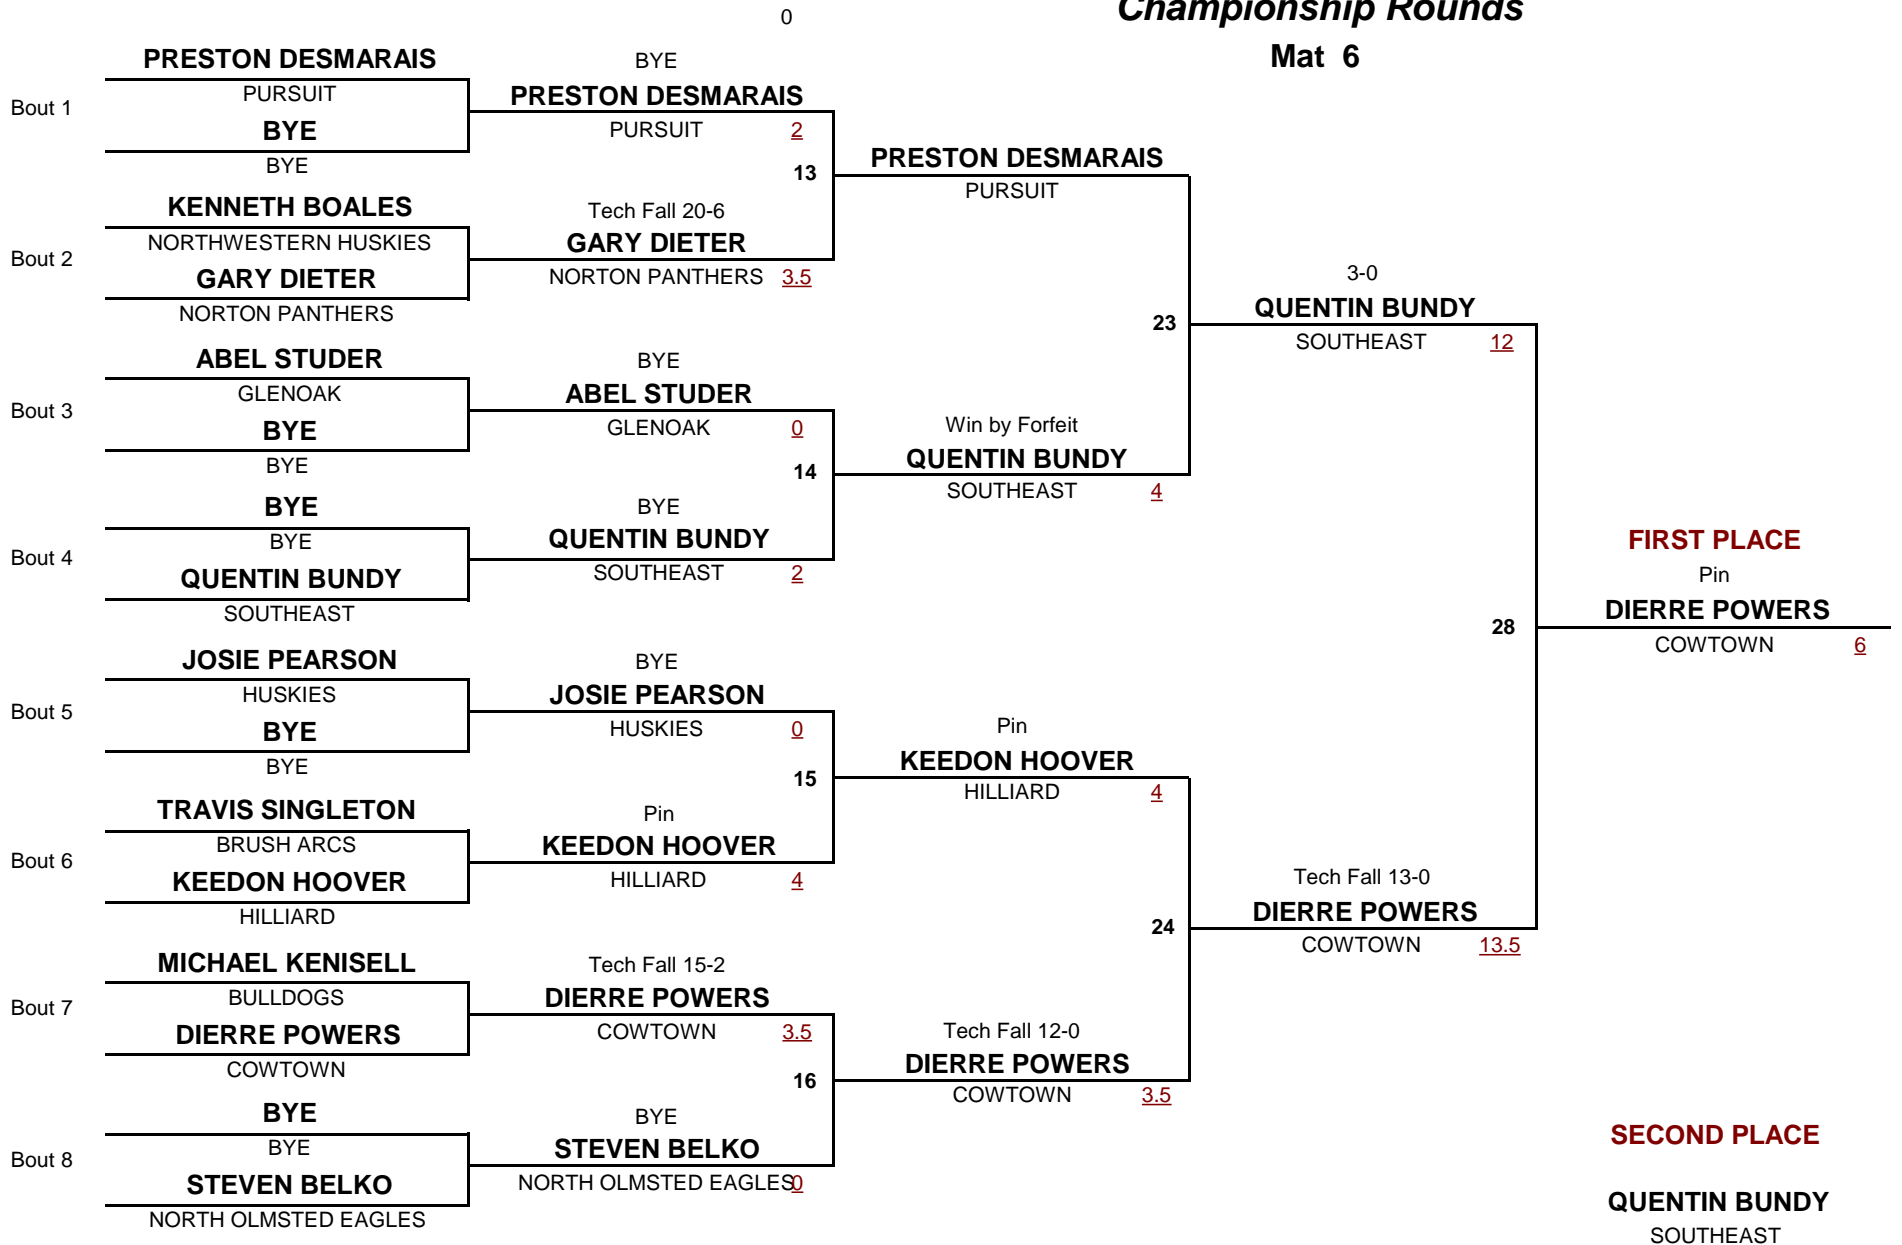 0
Championship Rounds
Mat 6
PRESTON DESMARAIS
PURSUIT
Bout 1
BYE
BYE
KENNETH BOALES
NORTHWESTERN HUSKIES
Bout 2
GARY DIETER
NORTON PANTHERS
ABEL STUDER
GLENOAK
Bout 3
BYE
BYE
BYE
BYE
Bout 4
QUENTIN BUNDY
SOUTHEAST
JOSIE PEARSON
HUSKIES
Bout 5
BYE
BYE
TRAVIS SINGLETON
BRUSH ARCS
Bout 6
KEEDON HOOVER
HILLIARD
MICHAEL KENISELL
BULLDOGS
Bout 7
DIERRE POWERS
COWTOWN
BYE
BYE
Bout 8
STEVEN BELKO
NORTH OLMSTED EAGLES
BYE
PRESTON DESMARAIS
PURSUIT 2
13
Tech Fall 20-6
GARY DIETER
NORTON PANTHERS 3.5
BYE
ABEL STUDER
GLENOAK 0
14
BYE
QUENTIN BUNDY
SOUTHEAST 2
BYE
JOSIE PEARSON
HUSKIES 0
15
Pin
KEEDON HOOVER
HILLIARD 4
Tech Fall 15-2
DIERRE POWERS
COWTOWN 3.5
16
BYE
STEVEN BELKO
NORTH OLMSTED EAGLES 0
PRESTON DESMARAIS
PURSUIT
23
Win by Forfeit
QUENTIN BUNDY
SOUTHEAST 4
Pin
KEEDON HOOVER
HILLIARD 4
24
Tech Fall 12-0
DIERRE POWERS
COWTOWN 3.5
3-0
QUENTIN BUNDY
SOUTHEAST 12
28
Tech Fall 13-0
DIERRE POWERS
COWTOWN 13.5
FIRST PLACE
Pin
DIERRE POWERS
COWTOWN 6
SECOND PLACE
QUENTIN BUNDY
SOUTHEAST